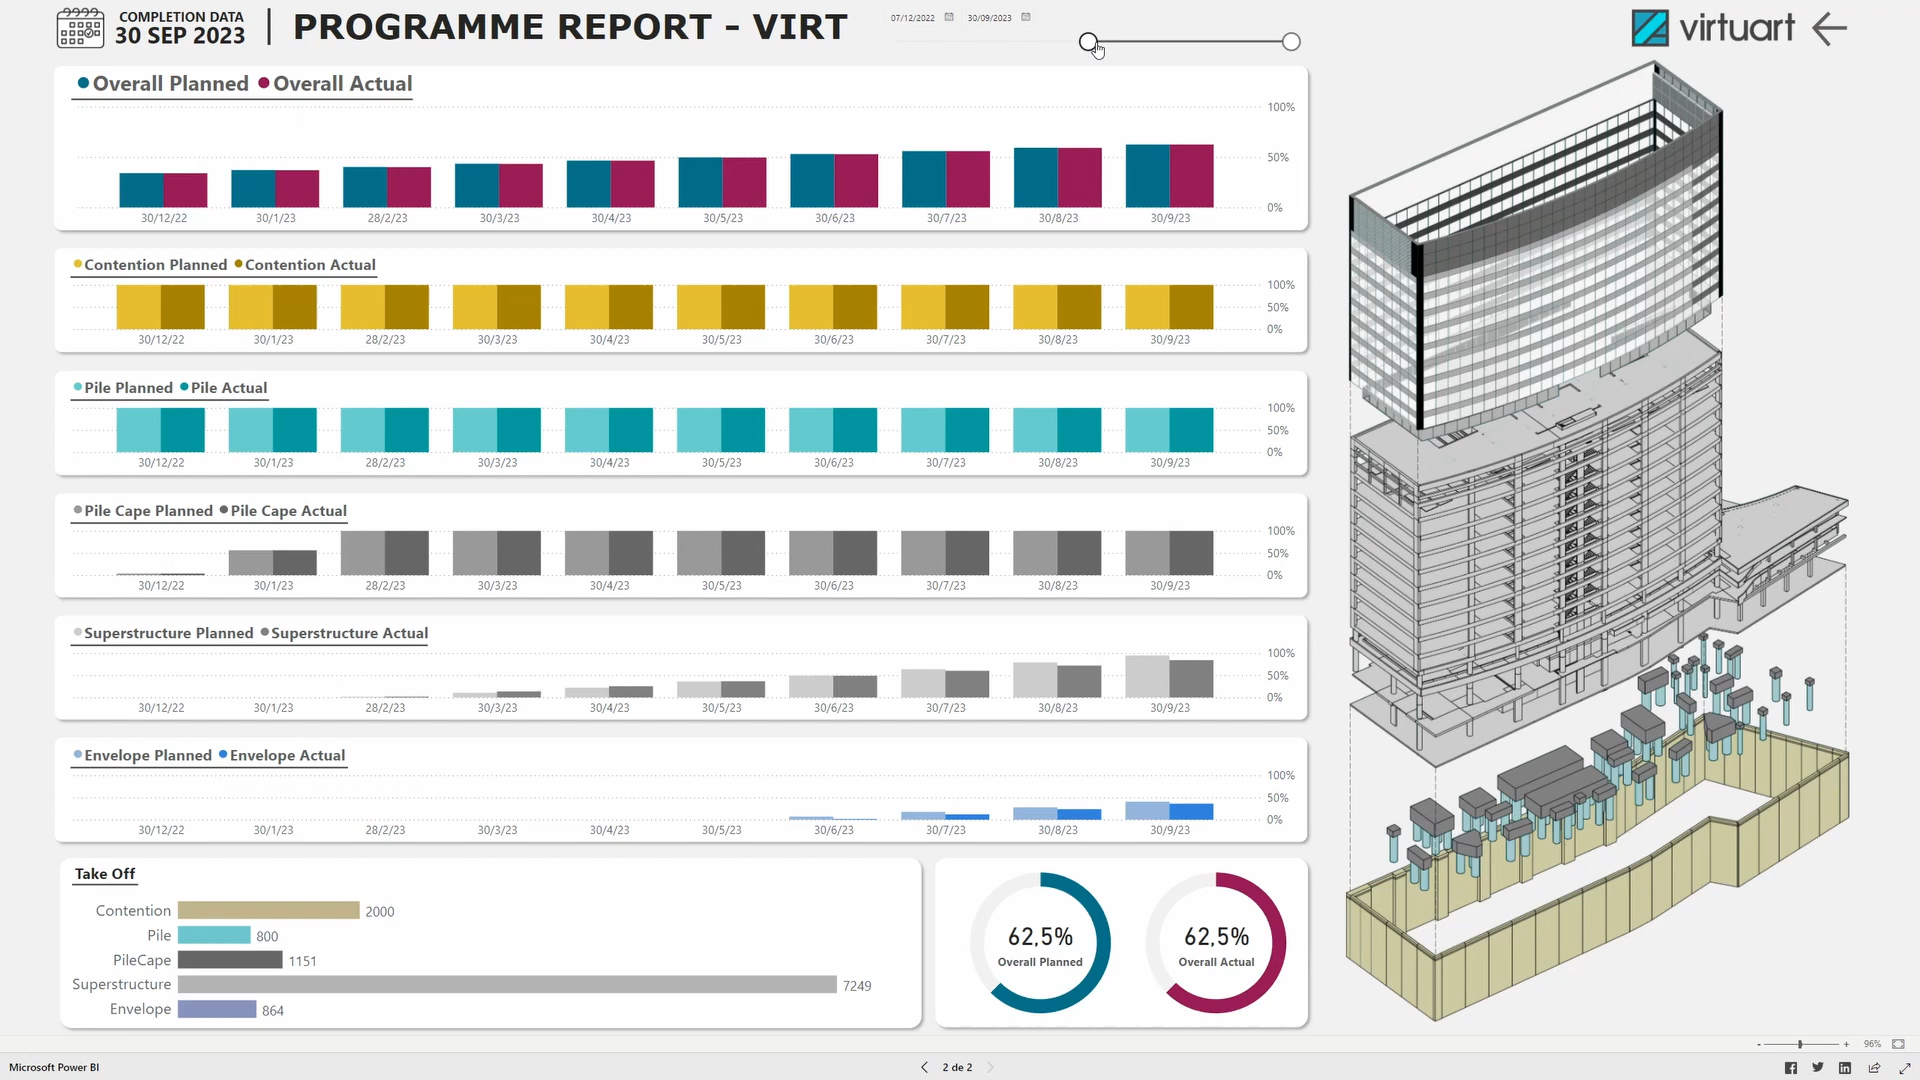 COMPLETION DATA
30 SEP 2023
PROGRAMME REPORT - VIRT
07/12/2022
30/09/2023
virtuart
Overall Planned Overall Actual
100%
50%
0%
30/12/22 30/1/23 28/2/23 30/3/23 30/4/23 30/5/23 30/6/23 30/7/23 30/8/23 30/9/23
Contention Planned Contention Actual
100%
50%
0%
30/12/22 30/1/23 28/2/23 30/3/23 30/4/23 30/5/23 30/6/23 30/7/23 30/8/23 30/9/23
Pile Planned Pile Actual
100%
50%
0%
30/12/22 30/1/23 28/2/23 30/3/23 30/4/23 30/5/23 30/6/23 30/7/23 30/8/23 30/9/23
Pile Cape Planned Pile Cape Actual
100%
50%
0%
30/12/22 30/1/23 28/2/23 30/3/23 30/4/23 30/5/23 30/6/23 30/7/23 30/8/23 30/9/23
Superstructure Planned Superstructure Actual
100%
50%
0%
30/12/22 30/1/23 28/2/23 30/3/23 30/4/23 30/5/23 30/6/23 30/7/23 30/8/23 30/9/23
Envelope Planned Envelope Actual
100%
50%
0%
30/12/22 30/1/23 28/2/23 30/3/23 30/4/23 30/5/23 30/6/23 30/7/23 30/8/23 30/9/23
Take Off
Contention 2000
Pile 800
PileCape 1151
Superstructure 7249
Envelope 864
62,5%
Overall Planned
62,5%
Overall Actual
- + 96%
Microsoft Power BI
2 de 2